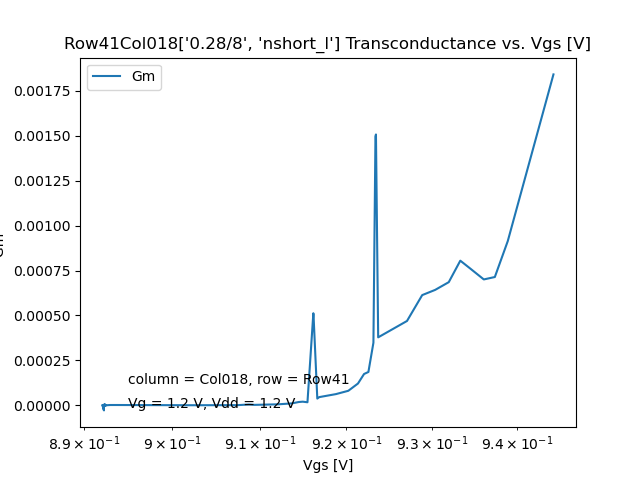 Row41Col018['0.28/8', 'nshort_l'] Transconductance vs. Vgs [V]
Gm
0.00175
0.00150
0.00125
0.00100
0.00075
0.00050
0.00025
0.00000
column = Col018, row = Row41
Vg = 1.2 V, Vdd = 1.2 V
8.9 × 10⁻¹ 9 × 10⁻¹ 9.1 × 10⁻¹ 9.2 × 10⁻¹ 9.3 × 10⁻¹ 9.4 × 10⁻¹
Vgs [V]